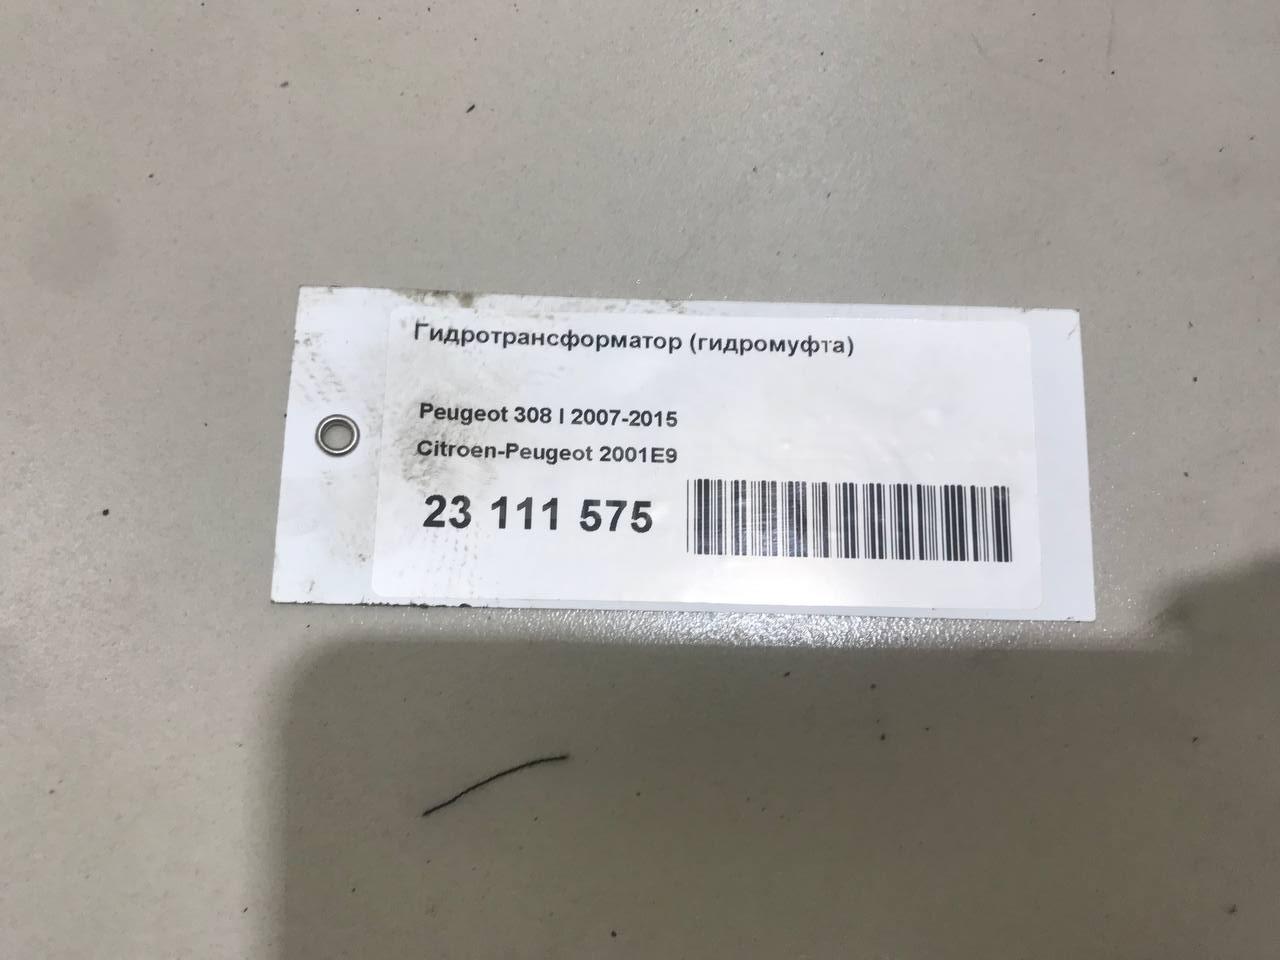 Гидротрансформатор (гидромуфта)
Peugeot 308 I 2007-2015
Citroen-Peugeot 2001E9
23 111 575